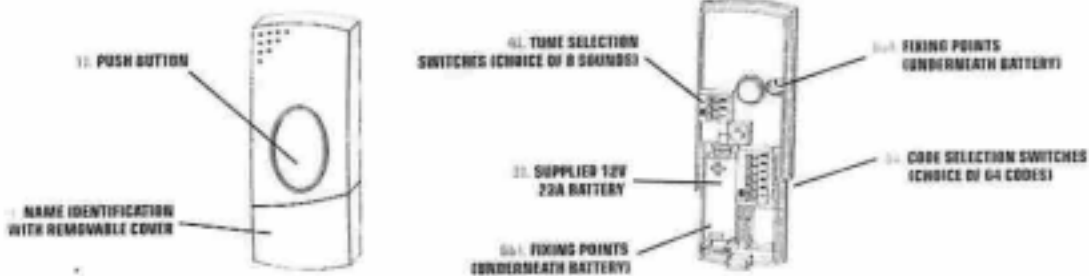 PUSH BUTTON
NAME IDENTIFICATION
WITH REMOVABLE COVER
TUNE SELECTION
SWITCHES (CHOICE OF 8 SOUNDS)
SUPPLIED 12V
23A BATTERY
FIXING POINTS
(UNDERNEATH BATTERY)
FIXING POINTS
(UNDERNEATH BATTERY)
CODE SELECTION SWITCHES
(CHOICE OF 64 CODES)